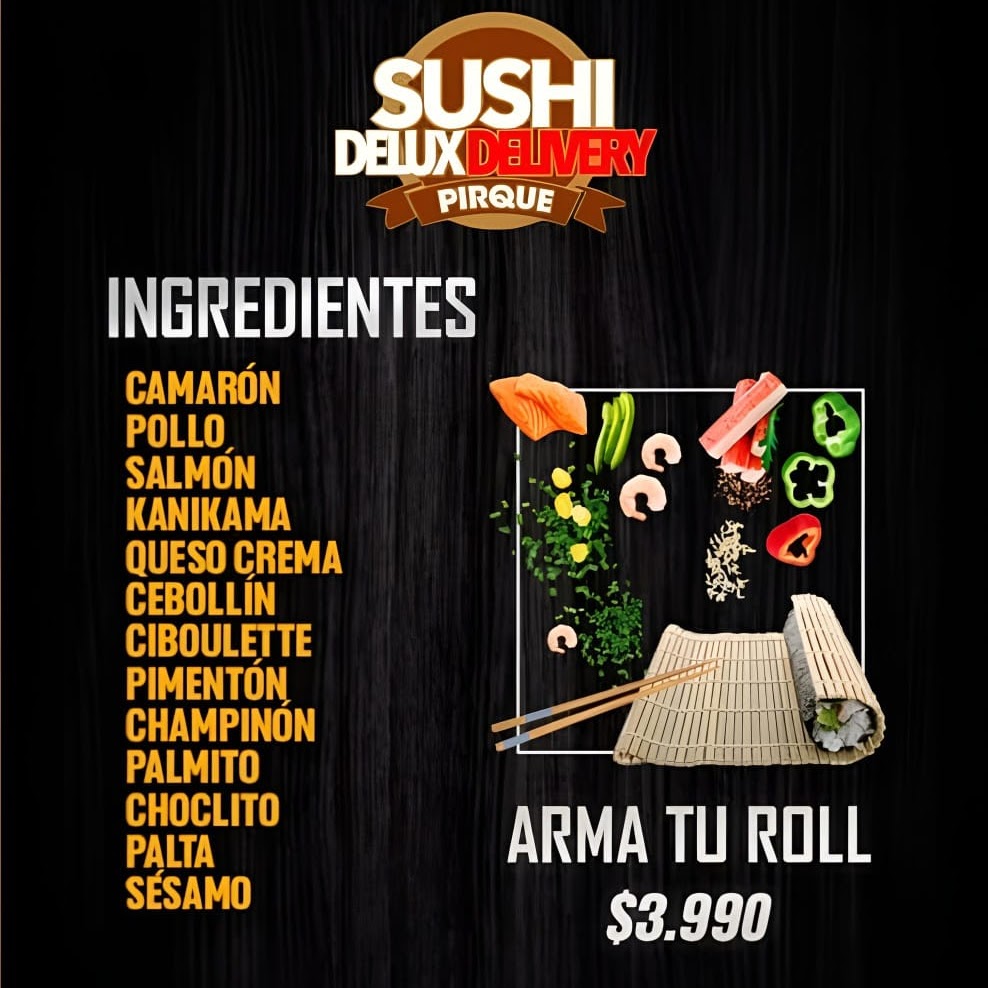 SUSHI
DELUX DELIVERY
PIRQUE
INGREDIENTES
CAMARÓN
POLLO
SALMÓN
KANIKAMA
QUESO CREMA
CEBOLLÍN
CIBOULETTE
PIMENTÓN
CHAMPINÓN
PALMITO
CHOCLITO
PALTA
SÉSAMO
ARMA TU ROLL
$3.990